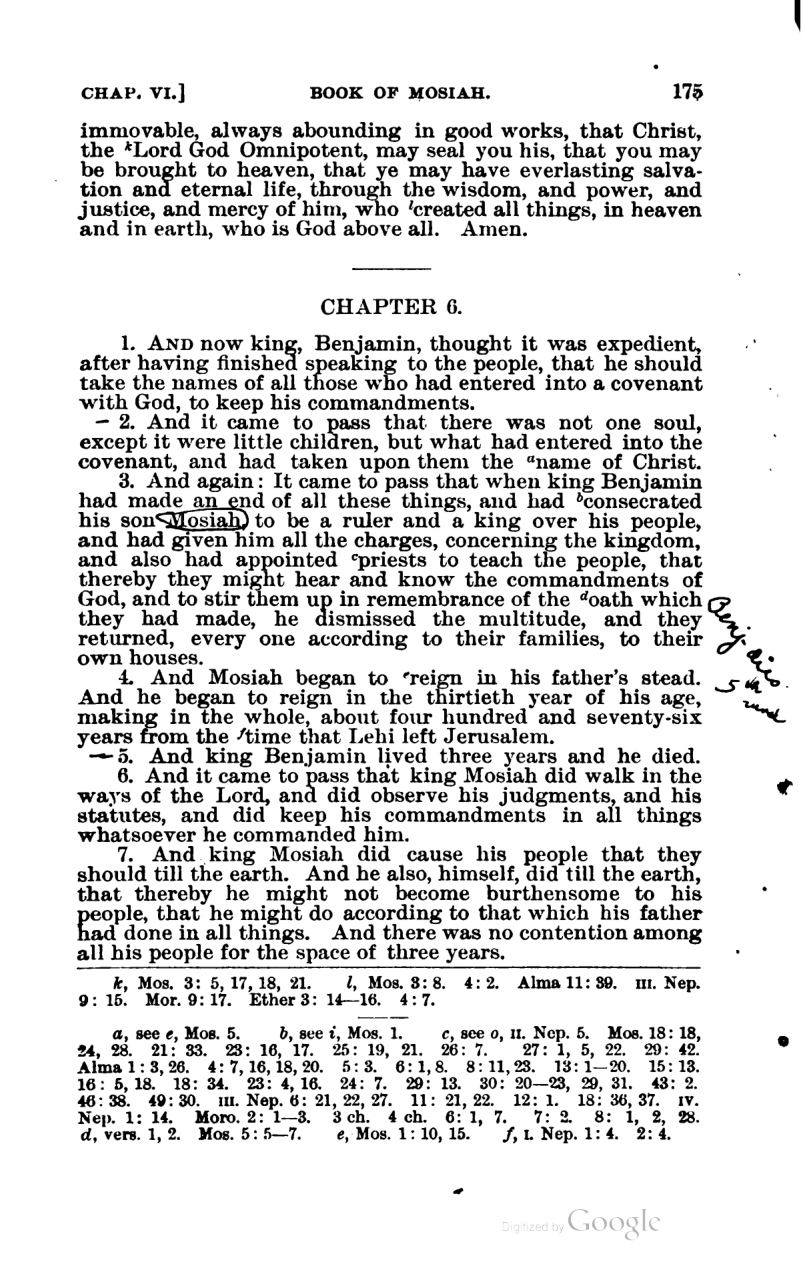 CHAP. VI.] BOOK OF MOSIAH. 175
immovable, always abounding in good works, that Christ,
the ᵏLord God Omnipotent, may seal you his, that you may
be brought to heaven, that ye may have everlasting salva-
tion and eternal life, through the wisdom, and power, and
justice, and mercy of him, who ˡcreated all things, in heaven
and in earth, who is God above all. Amen.
CHAPTER 6.
1. AND now king, Benjamin, thought it was expedient,
after having finished speaking to the people, that he should
take the names of all those who had entered into a covenant
with God, to keep his commandments.
– 2. And it came to pass that there was not one soul,
except it were little children, but what had entered into the
covenant, and had taken upon them the ᵃname of Christ.
3. And again: It came to pass that when king Benjamin
had made an end of all these things, and had ᵇconsecrated
his son Mosiah, to be a ruler and a king over his people,
and had given him all the charges, concerning the kingdom,
and also had appointed ᶜpriests to teach the people, that
thereby they might hear and know the commandments of
God, and to stir them up in remembrance of the ᵈoath which
they had made, he dismissed the multitude, and they
returned, every one according to their families, to their
own houses.
4. And Mosiah began to ᵉreign in his father's stead.
And he began to reign in the thirtieth year of his age,
making in the whole, about four hundred and seventy-six
years from the ᶠtime that Lehi left Jerusalem.
– 5. And king Benjamin lived three years and he died.
6. And it came to pass that king Mosiah did walk in the
ways of the Lord, and did observe his judgments, and his
statutes, and did keep his commandments in all things
whatsoever he commanded him.
7. And king Mosiah did cause his people that they
should till the earth. And he also, himself, did till the earth,
that thereby he might not become burthensome to his
people, that he might do according to that which his father
had done in all things. And there was no contention among
all his people for the space of three years.
k, Mos. 3: 5, 17, 18, 21. l, Mos. 3: 8. 4: 2. Alma 11: 39. III. Nep.
9: 15. Mor. 9: 17. Ether 3: 14—16. 4: 7.
a, see e, Mos. 5. b, see i, Mos. 1. c, see o, II. Nep. 5. Mos. 18: 18,
24, 28. 21: 33. 23: 16, 17. 25: 19, 21. 26: 7. 27: 1, 5, 22. 29: 42.
Alma 1: 3, 26. 4: 7, 16, 18, 20. 5: 3. 6: 1, 8. 8: 11, 23. 13: 1—20. 15: 13.
16: 5, 18. 18: 34. 23: 4, 16. 24: 7. 29: 13. 30: 20—23, 29, 31. 43: 2.
46: 38. 49: 30. III. Nep. 6: 21, 22, 27. 11: 21, 22. 12: 1. 18: 36, 37. IV.
Nep. 1: 14. Moro. 2: 1—3. 3 ch. 4 ch. 6: 1, 7. 7: 2. 8: 1, 2, 28.
d, vers. 1, 2. Mos. 5: 5—7. e, Mos. 1: 10, 15. f, I. Nep. 1: 4. 2: 4.
Digitized by Google